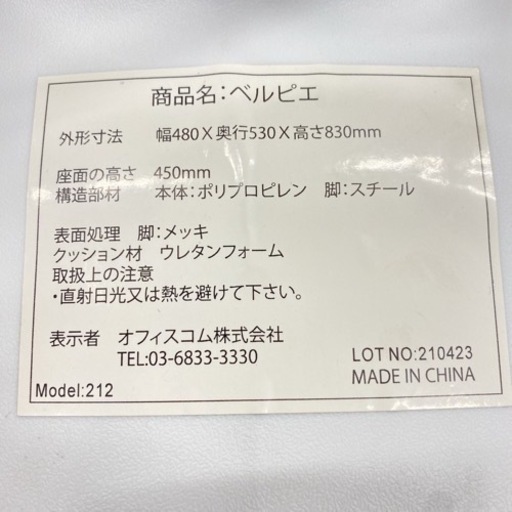 商品名：ベルピエ
外形寸法　幅480X奥行530X高さ830mm
座面の高さ　450mm
構造部材　本体：ポリプロピレン　脚：スチール
表面処理　脚：メッキ
クッション材　ウレタンフォーム
取扱上の注意
・直射日光又は熱を避けて下さい。
表示者　オフィスコム株式会社
TEL:03-6833-3330
LOT NO:210423
Model:212
MADE IN CHINA